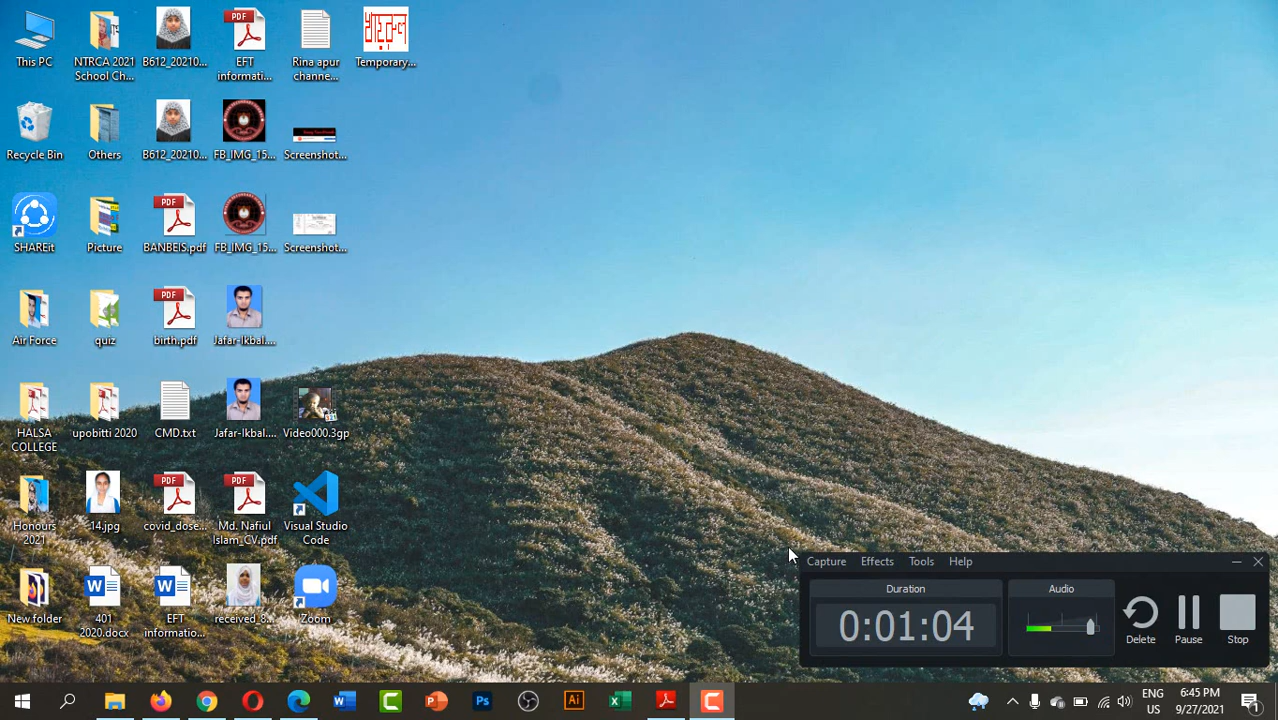 This PC
NTRCA 2021
School Ch...
B612_20210...
EFT
informati...
Rina apur
channe...
Temporary...
PDF
খায়রুল
Recycle Bin
Others
B612_20210...
FB_IMG_15...
Screenshot...
SHAREit
Picture
PDF
BANBEIS.pdf
FB_IMG_15...
Screenshot...
Air Force
quiz
PDF
birth.pdf
Jafar-Ikbal....
HALSA
COLLEGE
upobitti 2020
CMD.txt
Jafar-Ikbal....
Video000.3gp
Honours
2021
14.jpg
PDF
covid_dose...
PDF
Md. Nafiul
Islam_CV.pdf
Visual Studio
Code
New folder
401
2020.docx
EFT
informatio...
received_8...
Zoom
Capture Effects Tools Help
Duration
0:01:04
Audio
Delete
Pause
Stop
Ps
Ai
ENG
US
6:45 PM
9/27/2021
1